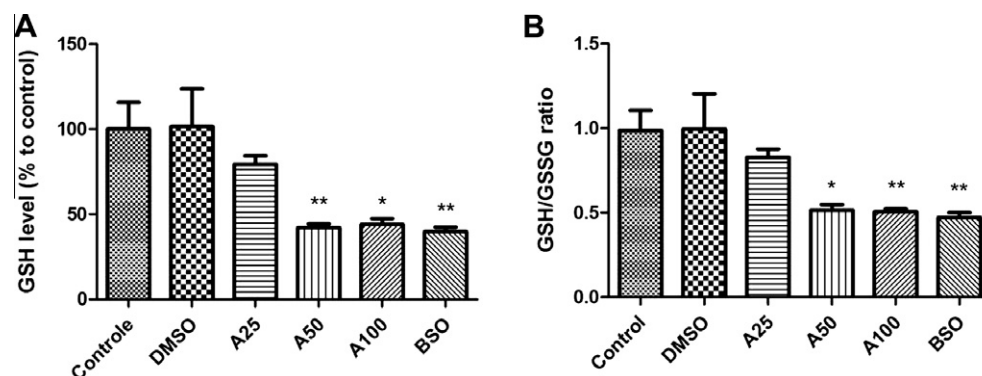 A
GSH level (% to control)
150
100
50
0
**
*
**
Controle
DMSO
A25
A50
A100
BSO
B
GSH/GSSG ratio
1.5
1.0
0.5
0.0
*
**
**
Control
DMSO
A25
A50
A100
BSO